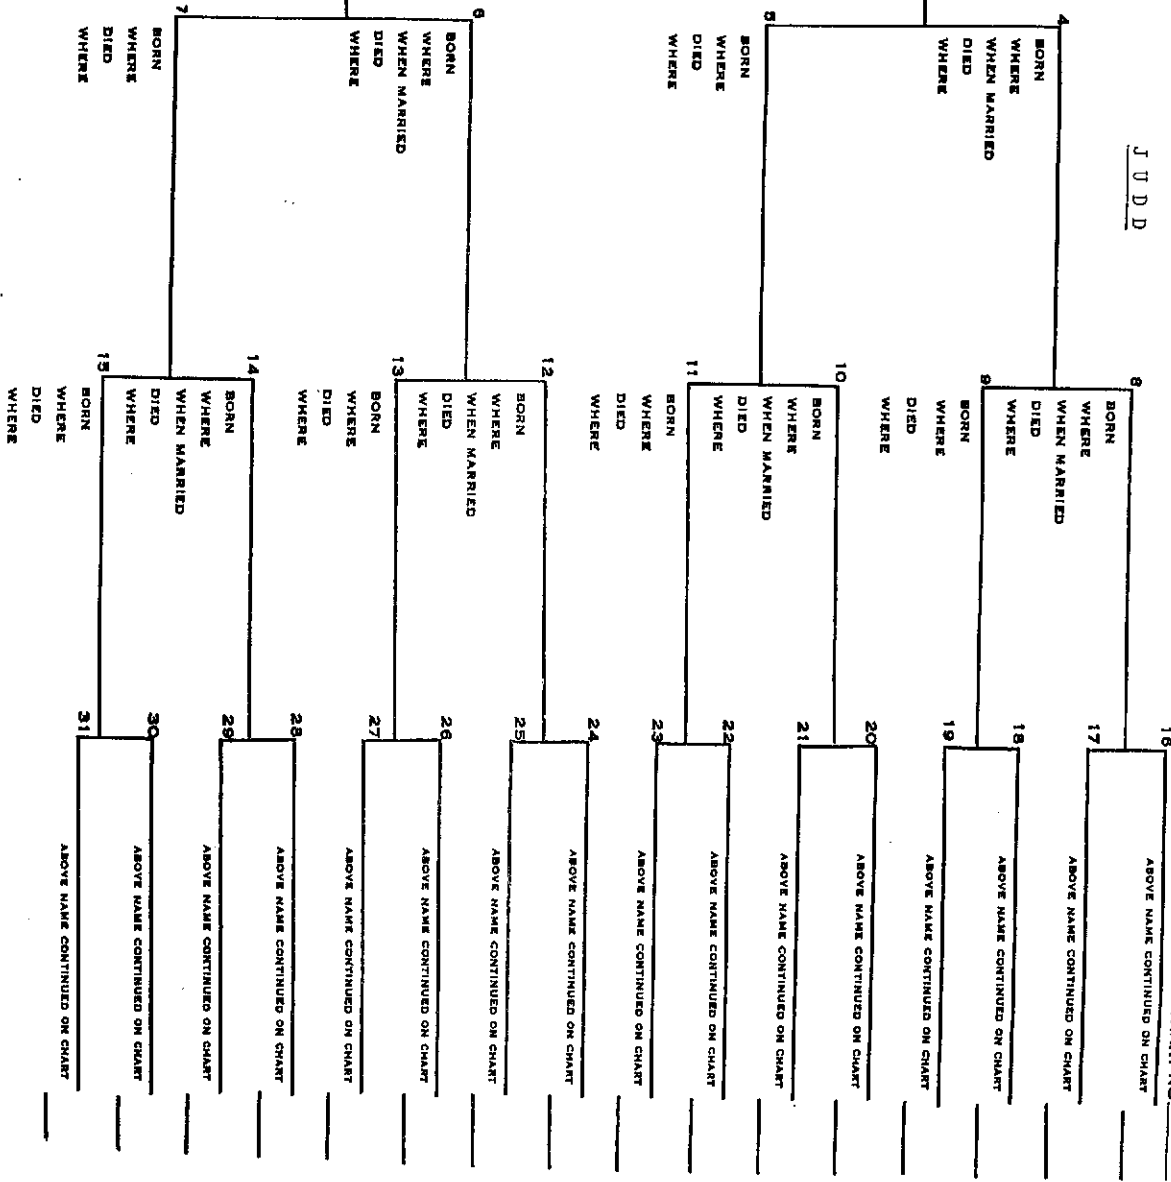 JUDD
4
BORN
WHERE
WHEN MARRIED
DIED
WHERE
5
BORN
WHERE
DIED
WHERE
6
BORN
WHERE
WHEN MARRIED
DIED
WHERE
7
BORN
WHERE
DIED
WHERE
8
BORN
WHERE
WHEN MARRIED
DIED
WHERE
9
BORN
WHERE
DIED
WHERE
10
BORN
WHERE
WHEN MARRIED
DIED
WHERE
11
BORN
WHERE
DIED
WHERE
12
BORN
WHERE
WHEN MARRIED
DIED
WHERE
13
BORN
WHERE
DIED
WHERE
14
BORN
WHERE
WHEN MARRIED
DIED
WHERE
15
BORN
WHERE
DIED
WHERE
16
ABOVE NAME CONTINUED ON CHART
17
ABOVE NAME CONTINUED ON CHART
18
ABOVE NAME CONTINUED ON CHART
19
ABOVE NAME CONTINUED ON CHART
20
ABOVE NAME CONTINUED ON CHART
21
ABOVE NAME CONTINUED ON CHART
22
ABOVE NAME CONTINUED ON CHART
23
ABOVE NAME CONTINUED ON CHART
24
ABOVE NAME CONTINUED ON CHART
25
ABOVE NAME CONTINUED ON CHART
26
ABOVE NAME CONTINUED ON CHART
27
ABOVE NAME CONTINUED ON CHART
28
ABOVE NAME CONTINUED ON CHART
29
ABOVE NAME CONTINUED ON CHART
30
ABOVE NAME CONTINUED ON CHART
31
ABOVE NAME CONTINUED ON CHART